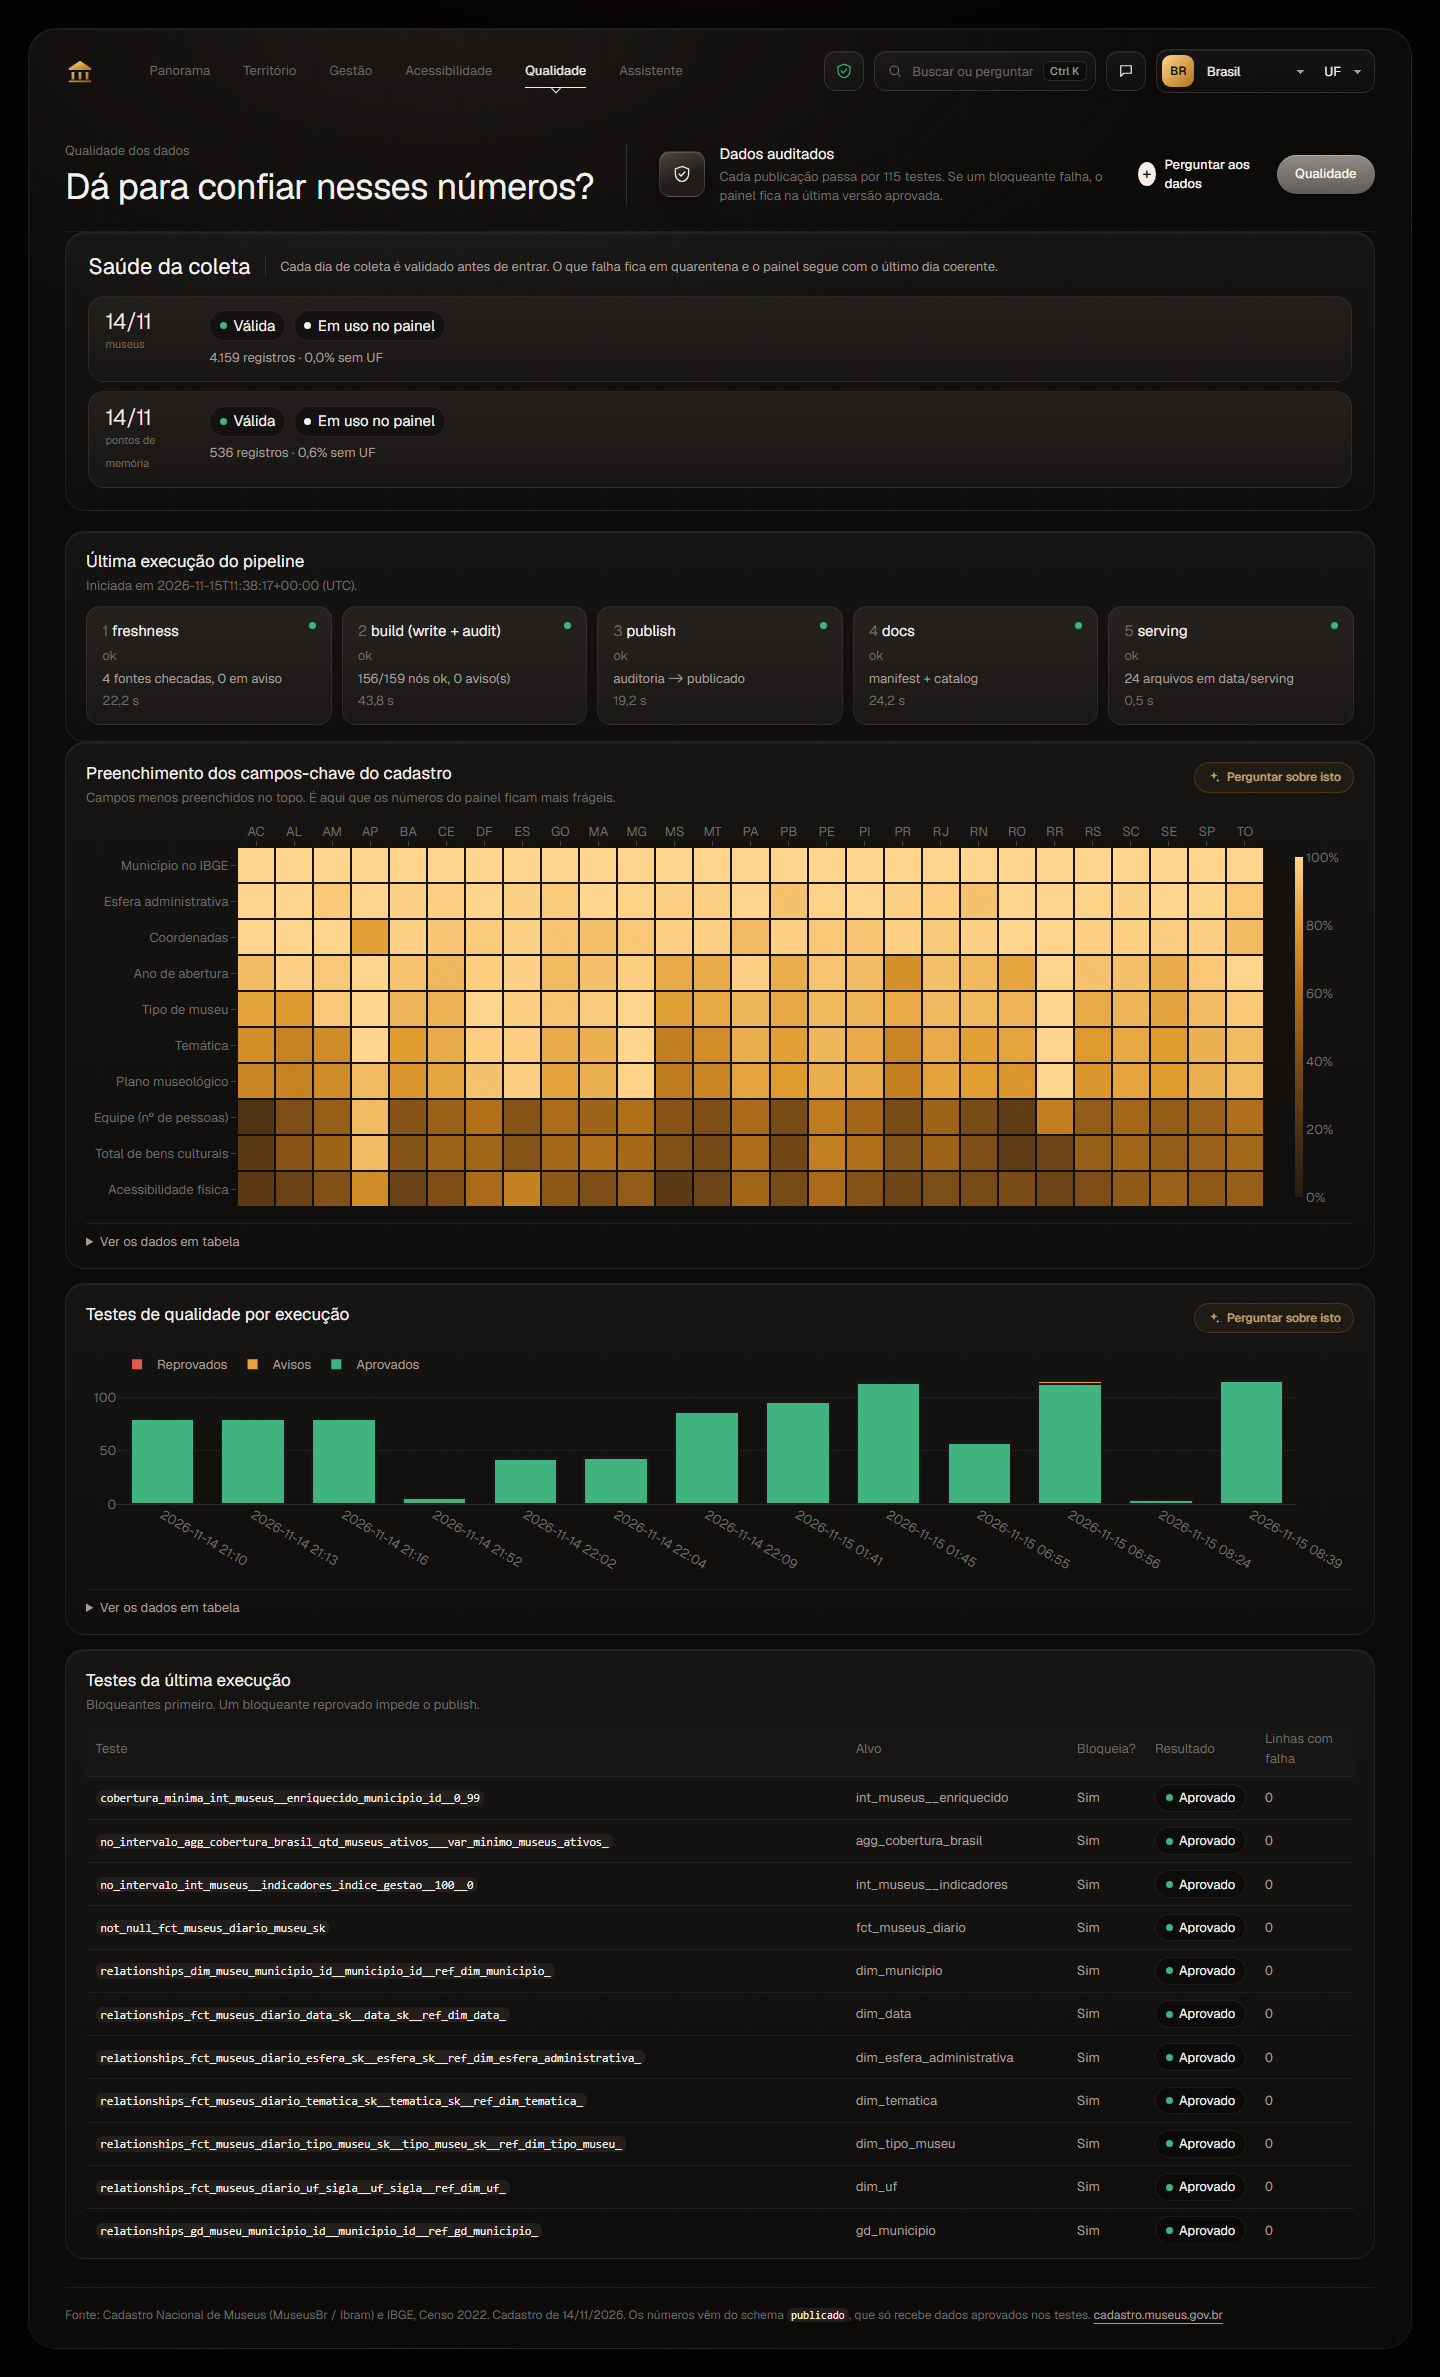 Panorama Território Gestão Acessibilidade Qualidade Assistente Buscar ou perguntar Ctrl K BR Brasil UF
Qualidade dos dados
Dá para confiar nesses números?
Dados auditados
Cada publicação passa por 115 testes. Se um bloqueante falha, o
painel fica na última versão aprovada.
+ Perguntar aos
dados
Qualidade
Saúde da coleta Cada dia de coleta é validado antes de entrar. O que falha fica em quarentena e o painel segue com o último dia coerente.
14/11
museus
Válida Em uso no painel
4.159 registros · 0,0% sem UF
14/11
pontos de
memória
Válida Em uso no painel
536 registros · 0,6% sem UF
Última execução do pipeline
Iniciada em 2026-11-15T11:38:17+00:00 (UTC).
1 freshness
ok
4 fontes checadas, 0 em aviso
22,2 s
2 build (write + audit)
ok
156/159 nós ok, 0 aviso(s)
43,8 s
3 publish
ok
auditoria → publicado
19,2 s
4 docs
ok
manifest + catalog
24,2 s
5 serving
ok
24 arquivos em data/serving
0,5 s
Preenchimento dos campos-chave do cadastro
Campos menos preenchidos no topo. É aqui que os números do painel ficam mais frágeis.
Perguntar sobre isto
AC AL AM AP BA CE DF ES GO MA MG MS MT PA PB PE PI PR RJ RN RO RR RS SC SE SP TO
Município no IBGE
Esfera administrativa
Coordenadas
Ano de abertura
Tipo de museu
Temática
Plano museológico
Equipe (nº de pessoas)
Total de bens culturais
Acessibilidade física
100%
80%
60%
40%
20%
0%
▶ Ver os dados em tabela
Testes de qualidade por execução
Perguntar sobre isto
Reprovados Avisos Aprovados
100
50
0
2026-11-14 21:10
2026-11-14 21:13
2026-11-14 21:16
2026-11-14 21:52
2026-11-14 22:02
2026-11-14 22:04
2026-11-14 22:09
2026-11-15 01:41
2026-11-15 01:45
2026-11-15 06:55
2026-11-15 06:56
2026-11-15 08:24
2026-11-15 08:39
▶ Ver os dados em tabela
Testes da última execução
Bloqueantes primeiro. Um bloqueante reprovado impede o publish.
Teste Alvo Bloqueia? Resultado Linhas com
falha
cobertura_minima_int_museus__enriquecido_municipio_id__0_99 int_museus__enriquecido Sim Aprovado 0
no_intervalo_agg_cobertura_brasil_qtd_museus_ativos___var_minimo_museus_ativos_ agg_cobertura_brasil Sim Aprovado 0
no_intervalo_int_museus__indicadores_indice_gestao__100__0 int_museus__indicadores Sim Aprovado 0
not_null_fct_museus_diario_museu_sk fct_museus_diario Sim Aprovado 0
relationships_dim_museu_municipio_id__municipio_id__ref_dim_municipio_ dim_municipio Sim Aprovado 0
relationships_fct_museus_diario_data_sk__data_sk__ref_dim_data_ dim_data Sim Aprovado 0
relationships_fct_museus_diario_esfera_sk__esfera_sk__ref_dim_esfera_administrativa_ dim_esfera_administrativa Sim Aprovado 0
relationships_fct_museus_diario_tematica_sk__tematica_sk__ref_dim_tematica_ dim_tematica Sim Aprovado 0
relationships_fct_museus_diario_tipo_museu_sk__tipo_museu_sk__ref_dim_tipo_museu_ dim_tipo_museu Sim Aprovado 0
relationships_fct_museus_diario_uf_sigla__uf_sigla__ref_dim_uf_ dim_uf Sim Aprovado 0
relationships_gd_museu_municipio_id__municipio_id__ref_gd_municipio_ gd_municipio Sim Aprovado 0
Fonte: Cadastro Nacional de Museus (MuseusBr / Ibram) e IBGE, Censo 2022. Cadastro de 14/11/2026. Os números vêm do schema publicado, que só recebe dados aprovados nos testes. cadastro.museus.gov.br